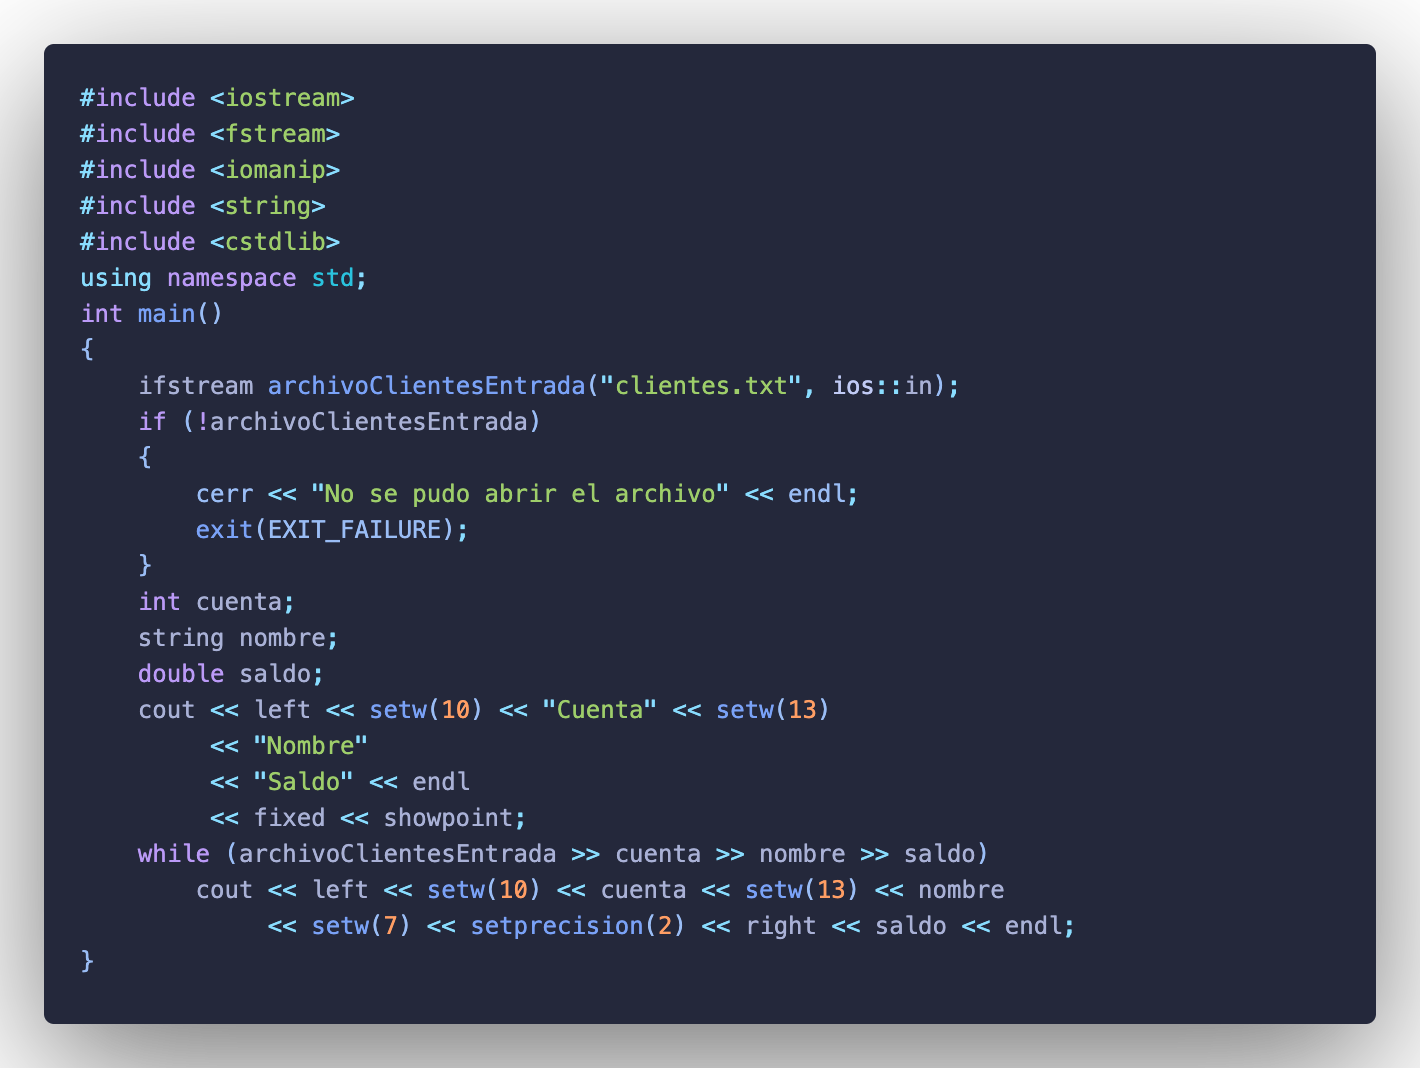 #include <iostream>
#include <fstream>
#include <iomanip>
#include <string>
#include <cstdlib>
using namespace std;
int main()
{
    ifstream archivoClientesEntrada("clientes.txt", ios::in);
    if (!archivoClientesEntrada)
    {
        cerr << "No se pudo abrir el archivo" << endl;
        exit(EXIT_FAILURE);
    }
    int cuenta;
    string nombre;
    double saldo;
    cout << left << setw(10) << "Cuenta" << setw(13)
         << "Nombre"
         << "Saldo" << endl
         << fixed << showpoint;
    while (archivoClientesEntrada >> cuenta >> nombre >> saldo)
        cout << left << setw(10) << cuenta << setw(13) << nombre
             << setw(7) << setprecision(2) << right << saldo << endl;
}